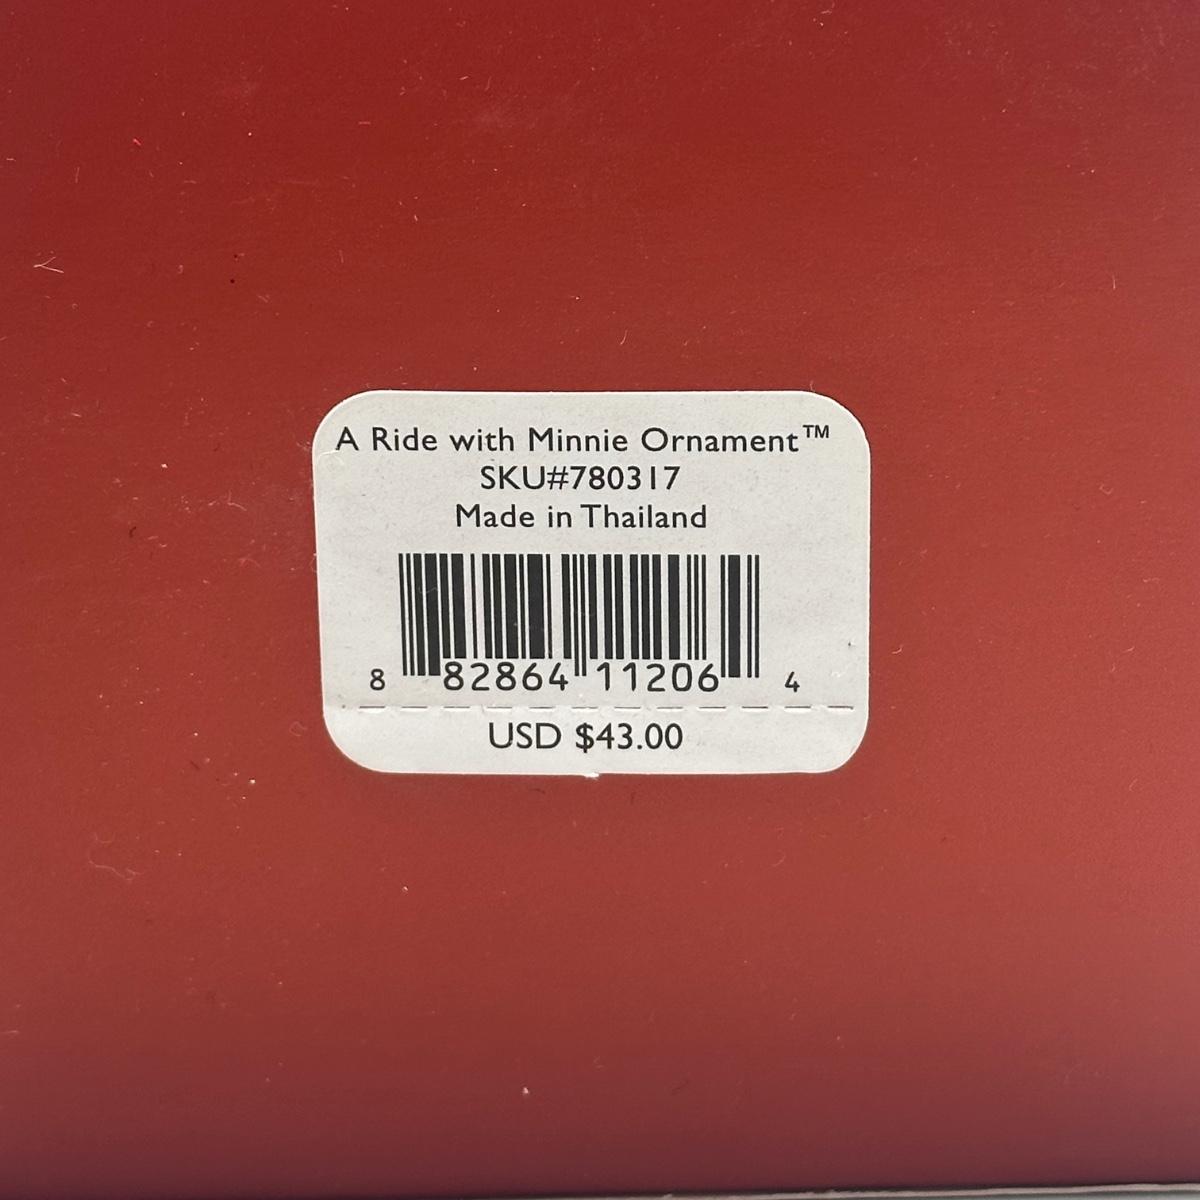 A Ride with Minnie Ornament™
SKU#780317
Made in Thailand
8 82864 11206 4
USD $43.00